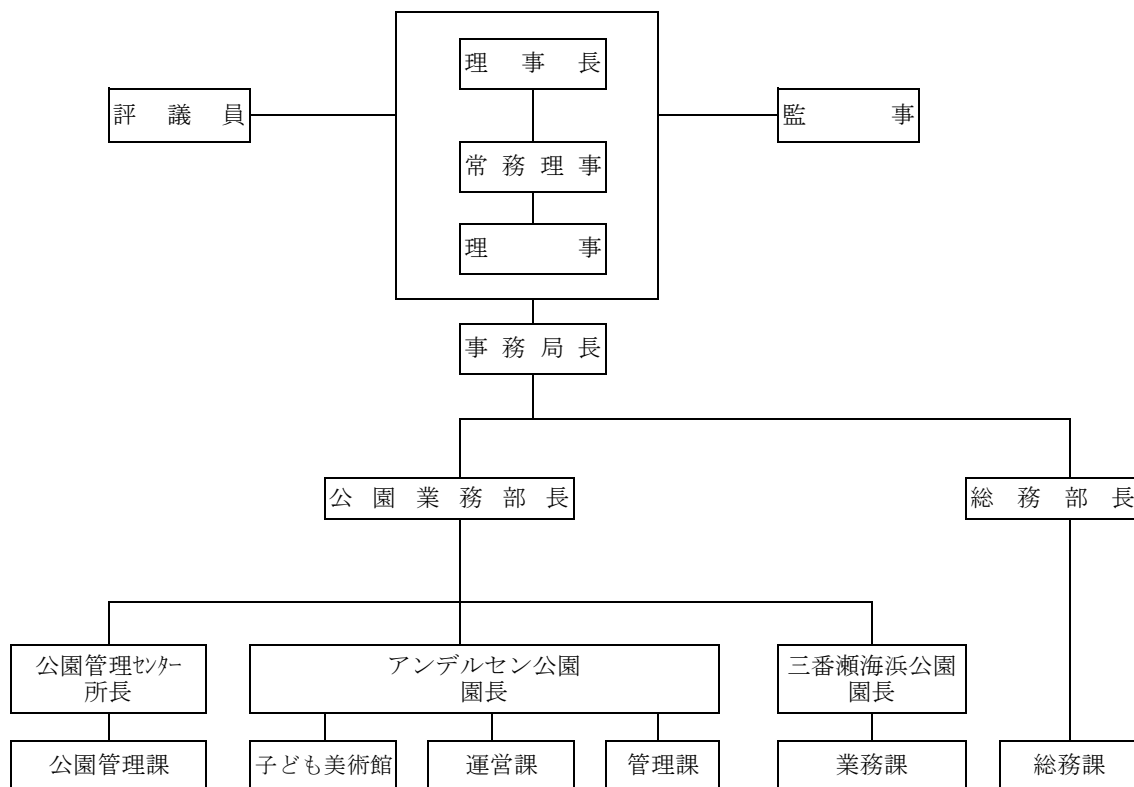 理事長
評議員
監事
常務理事
理事
事務局長
公園業務部長
総務部長
公園管理ｾﾝﾀｰ
所長
アンデルセン公園
園長
三番瀬海浜公園
園長
公園管理課
子ども美術館
運営課
管理課
業務課
総務課